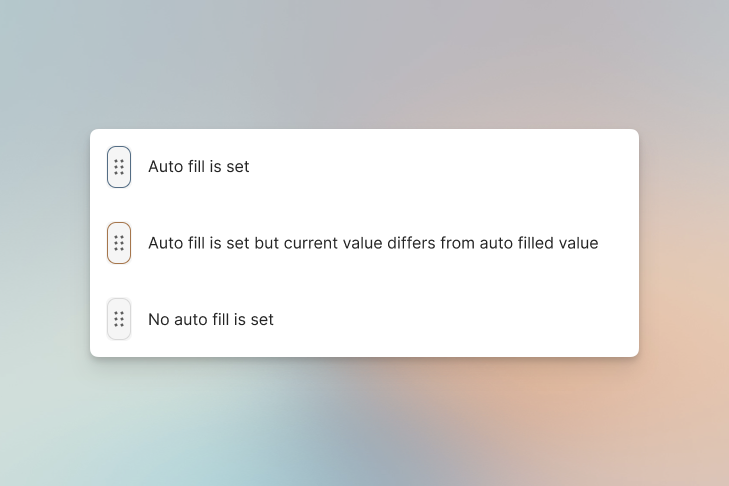 Auto fill is set
Auto fill is set but current value differs from auto filled value
No auto fill is set